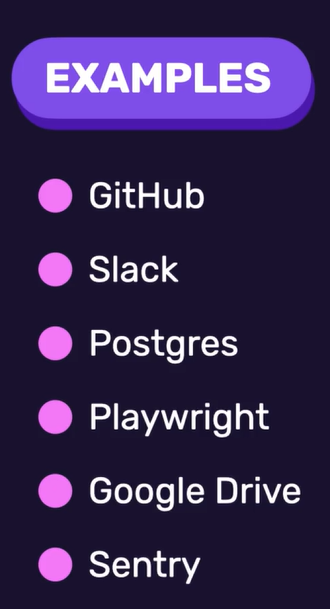 EXAMPLES
GitHub
Slack
Postgres
Playwright
Google Drive
Sentry